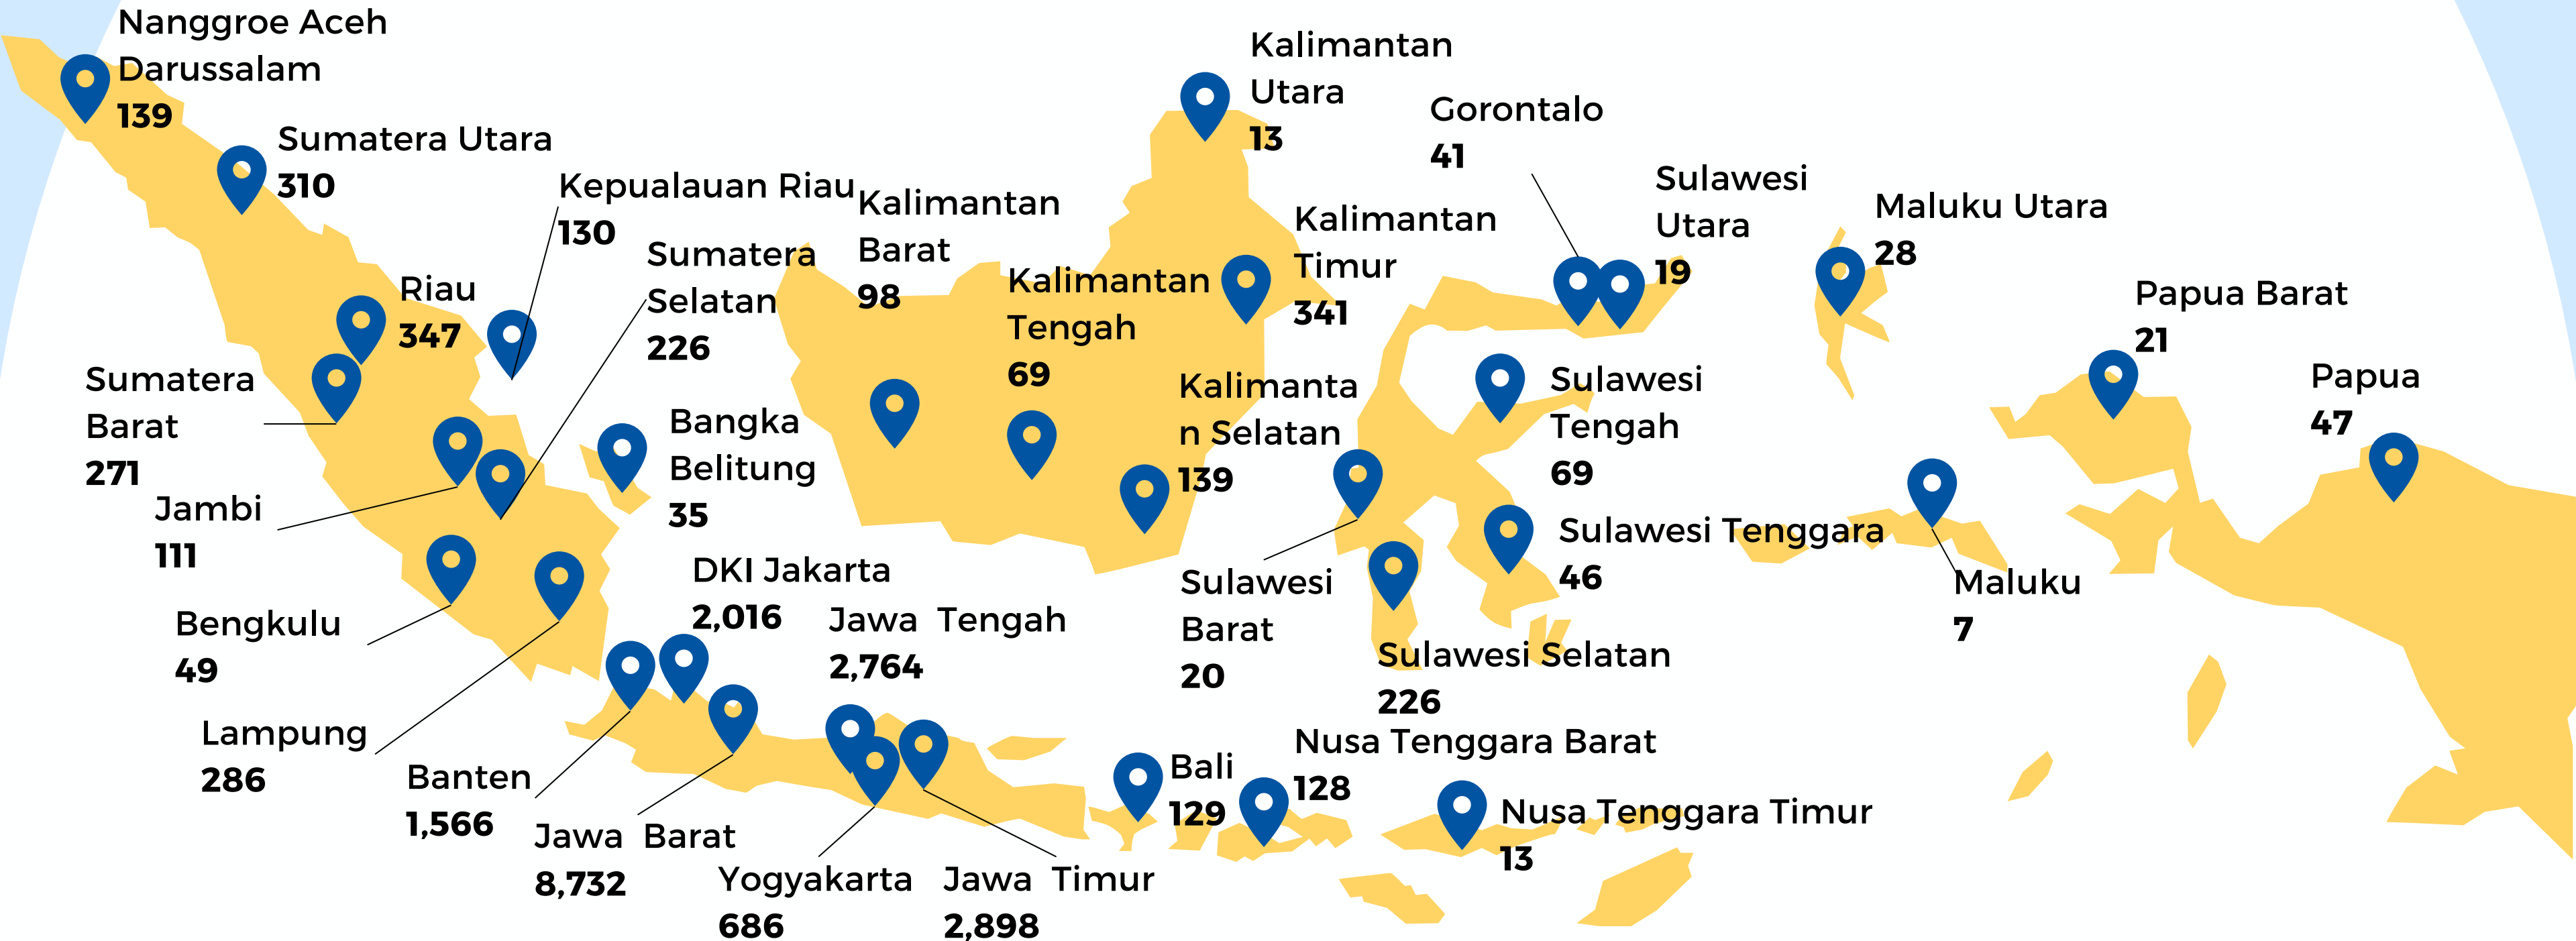 Nanggroe Aceh
Darussalam
139
Sumatera Utara
310
Kepualauan Riau
130
Riau
347
Sumatera
Selatan
226
Sumatera
Barat
271
Jambi
111
Bangka
Belitung
35
Bengkulu
49
Lampung
286
DKI Jakarta
2,016
Banten
1,566
Jawa Barat
8,732
Jawa Tengah
2,764
Yogyakarta
686
Jawa Timur
2,898
Kalimantan
Barat
98
Kalimantan
Tengah
69
Kalimantan
Utara
13
Kalimantan
Timur
341
Kalimanta
n Selatan
139
Gorontalo
41
Sulawesi
Utara
19
Sulawesi
Tengah
69
Sulawesi Tenggara
46
Sulawesi
Barat
20
Sulawesi Selatan
226
Bali
129
Nusa Tenggara Barat
128
Nusa Tenggara Timur
13
Maluku Utara
28
Maluku
7
Papua Barat
21
Papua
47